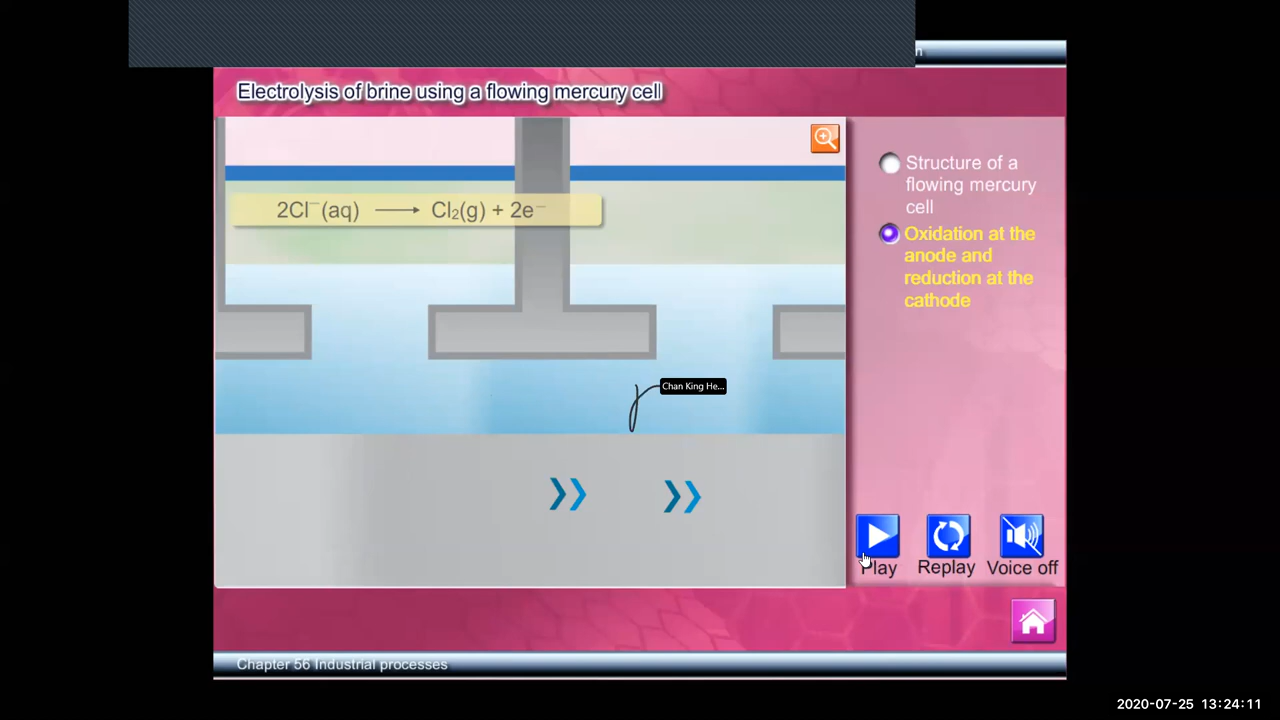 Electrolysis of brine using a flowing mercury cell
2Cl⁻(aq) ⟶ Cl₂(g) + 2e⁻
Structure of a
flowing mercury
cell
Oxidation at the
anode and
reduction at the
cathode
Chan King He...
Play
Replay
Voice off
Chapter 56 Industrial processes
2020-07-25 13:24:11